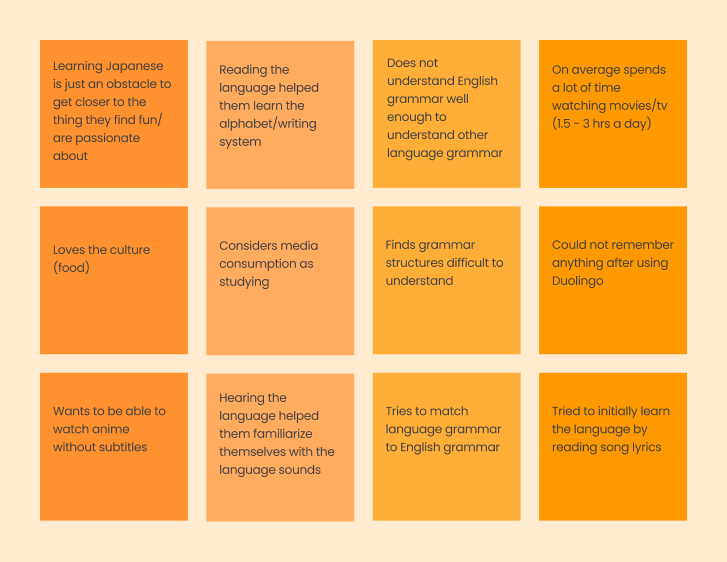 Learning Japanese
is just an obstacle to
get closer to the
thing they find fun/
are passionate
about
Reading the
language helped
them learn the
alphabet/writing
system
Does not
understand English
grammar well
enough to
understand other
language grammar
On average spends
a lot of time
watching movies/tv
(1.5 - 3 hrs a day)
Loves the culture
(food)
Considers media
consumption as
studying
Finds grammar
structures difficult to
understand
Could not remember
anything after using
Duolingo
Wants to be able to
watch anime
without subtitles
Hearing the
language helped
them familiarize
themselves with the
language sounds
Tries to match
language grammar
to English grammar
Tried to initially learn
the language by
reading song lyrics